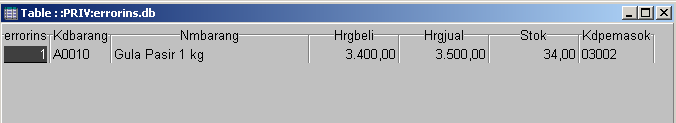 Table : :PRIV:errorins.db
errorins Kdbarang Nmbarang Hrgbeli Hrgjual Stok Kdpemasok
1 A0010 Gula Pasir 1 kg 3.400,00 3.500,00 34,00 03002